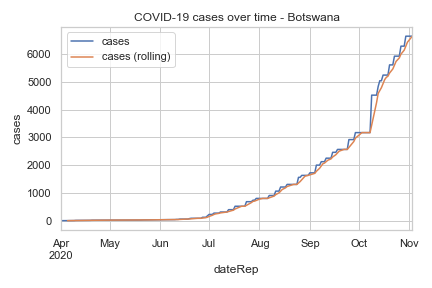 COVID-19 cases over time - Botswana
cases
cases (rolling)
cases
6000
5000
4000
3000
2000
1000
0
Apr
2020
May
Jun
Jul
Aug
Sep
Oct
Nov
dateRep